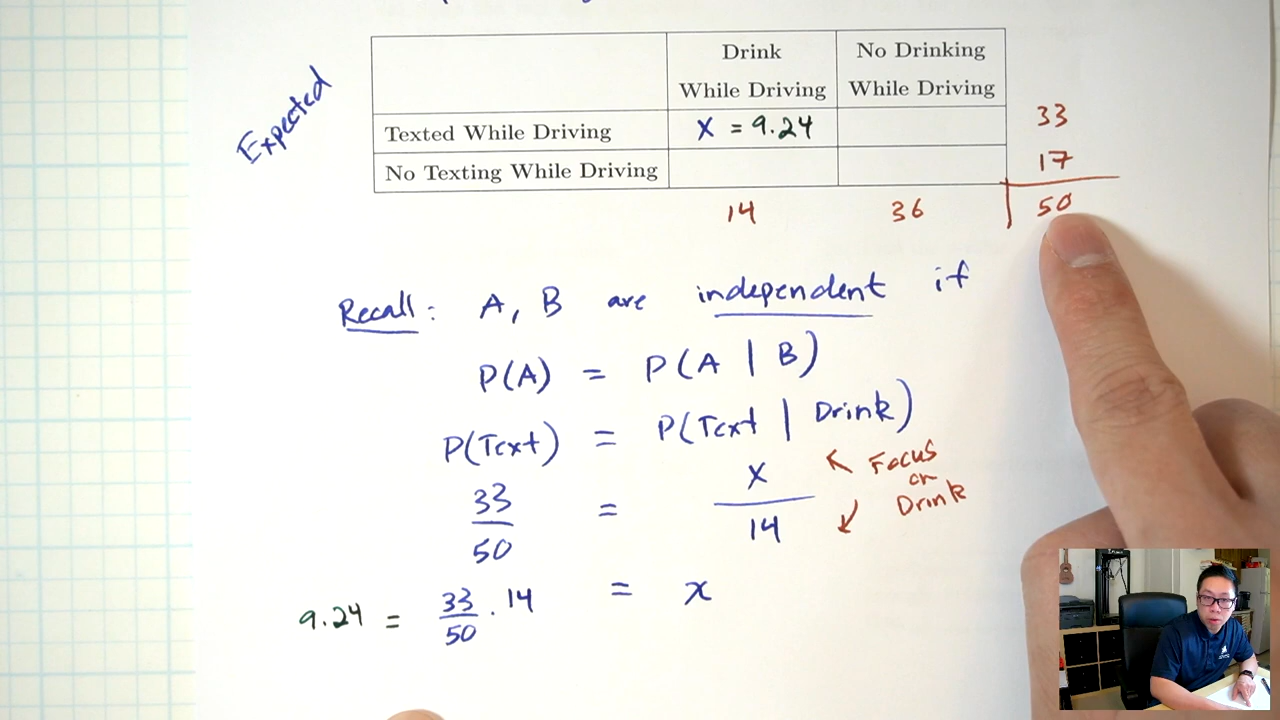 Expected
Drink
While Driving
No Drinking
While Driving
Texted While Driving
x = 9.24
33
No Texting While Driving
17
14
36
50
Recall: A, B are independent if
P(A) = P(A | B)
P(Text) = P(Text | Drink)
33/50 = x/14
Focus
on
Drink
9.24 = 33/50 · 14 = x